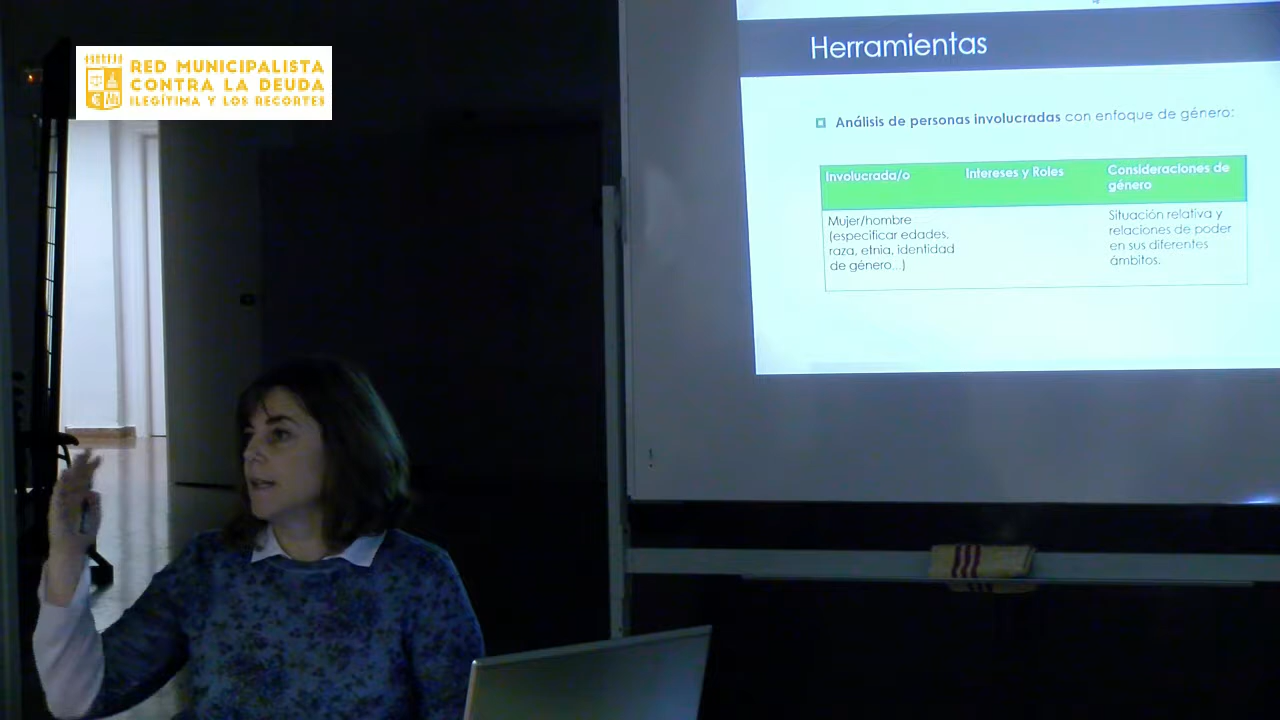 RED MUNICIPALISTA
CONTRA LA DEUDA
ILEGÍTIMA Y LOS RECORTES
Herramientas
Análisis de personas involucradas con enfoque de género:
Involucrada/o
Intereses y Roles
Consideraciones de
género
Mujer/hombre
(especificar edades,
raza, etnia, identidad
de género...)
Situación relativa y
relaciones de poder
en sus diferentes
ámbitos.